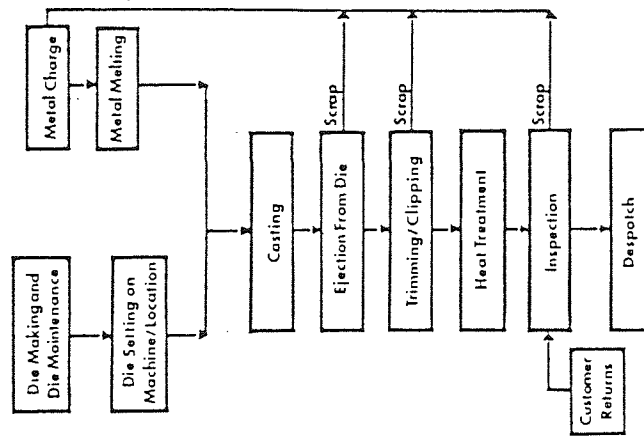 Die Making and
Die Maintenance
Die Setting on
Machine/Location
Metal Charge
Metal Melting
Casting
Ejection From Die
Scrap
Trimming/Clipping
Scrap
Heat Treatment
Inspection
Scrap
Customer
Returns
Despatch